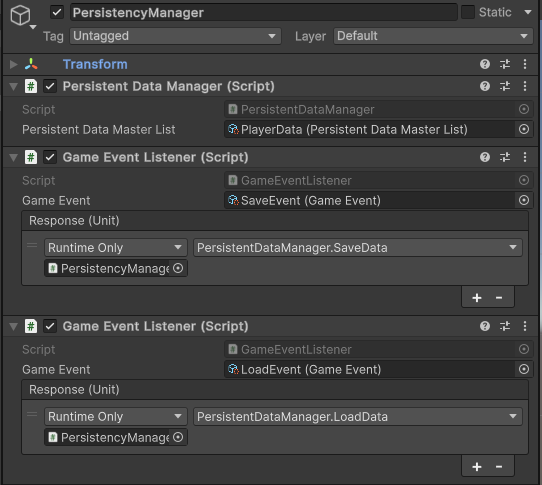 PersistencyManager Static
Tag Untagged Layer Default
Transform
# Persistent Data Manager (Script)
Script # PersistentDataManager
Persistent Data Master List PlayerData (Persistent Data Master List)
# Game Event Listener (Script)
Script # GameEventListener
Game Event SaveEvent (Game Event)
Response (Unit)
Runtime Only PersistentDataManager.SaveData
# PersistencyManage
+ -
# Game Event Listener (Script)
Script # GameEventListener
Game Event LoadEvent (Game Event)
Response (Unit)
Runtime Only PersistentDataManager.LoadData
# PersistencyManage
+ -